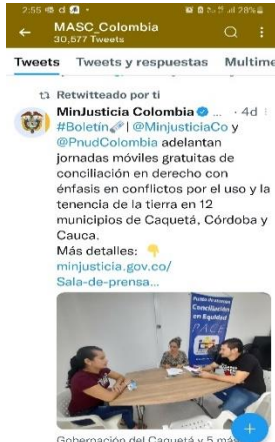 2:55
28%
MASC_Colombia
30,577 Tweets
Tweets Tweets y respuestas Multime
Retwitteado por ti
MinJusticia Colombia ... · 4d
#Boletín | @MinjusticiaCo y
@PnudColombia adelantan
jornadas móviles gratuitas de
conciliación en derecho con
énfasis en conflictos por el uso y la
tenencia de la tierra en 12
municipios de Caquetá, Córdoba y
Cauca.
Más detalles:
minjusticia.gov.co/
Sala-de-prensa...
Conciliación
en Equidad
PACE
Gobernación del Caquetá y 5 más